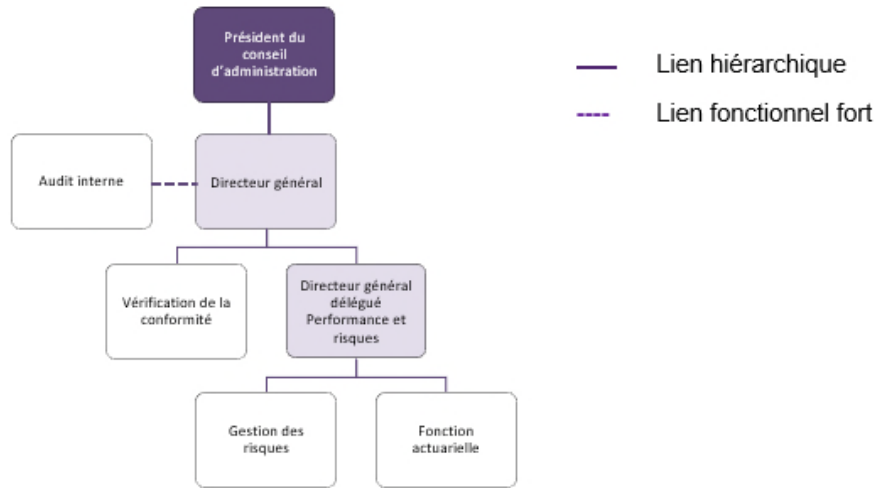 Président du
conseil
d'administration
Lien hiérarchique
Lien fonctionnel fort
Audit interne
Directeur général
Vérification de la
conformité
Directeur général
délégué
Performance et
risques
Gestion des
risques
Fonction
actuarielle